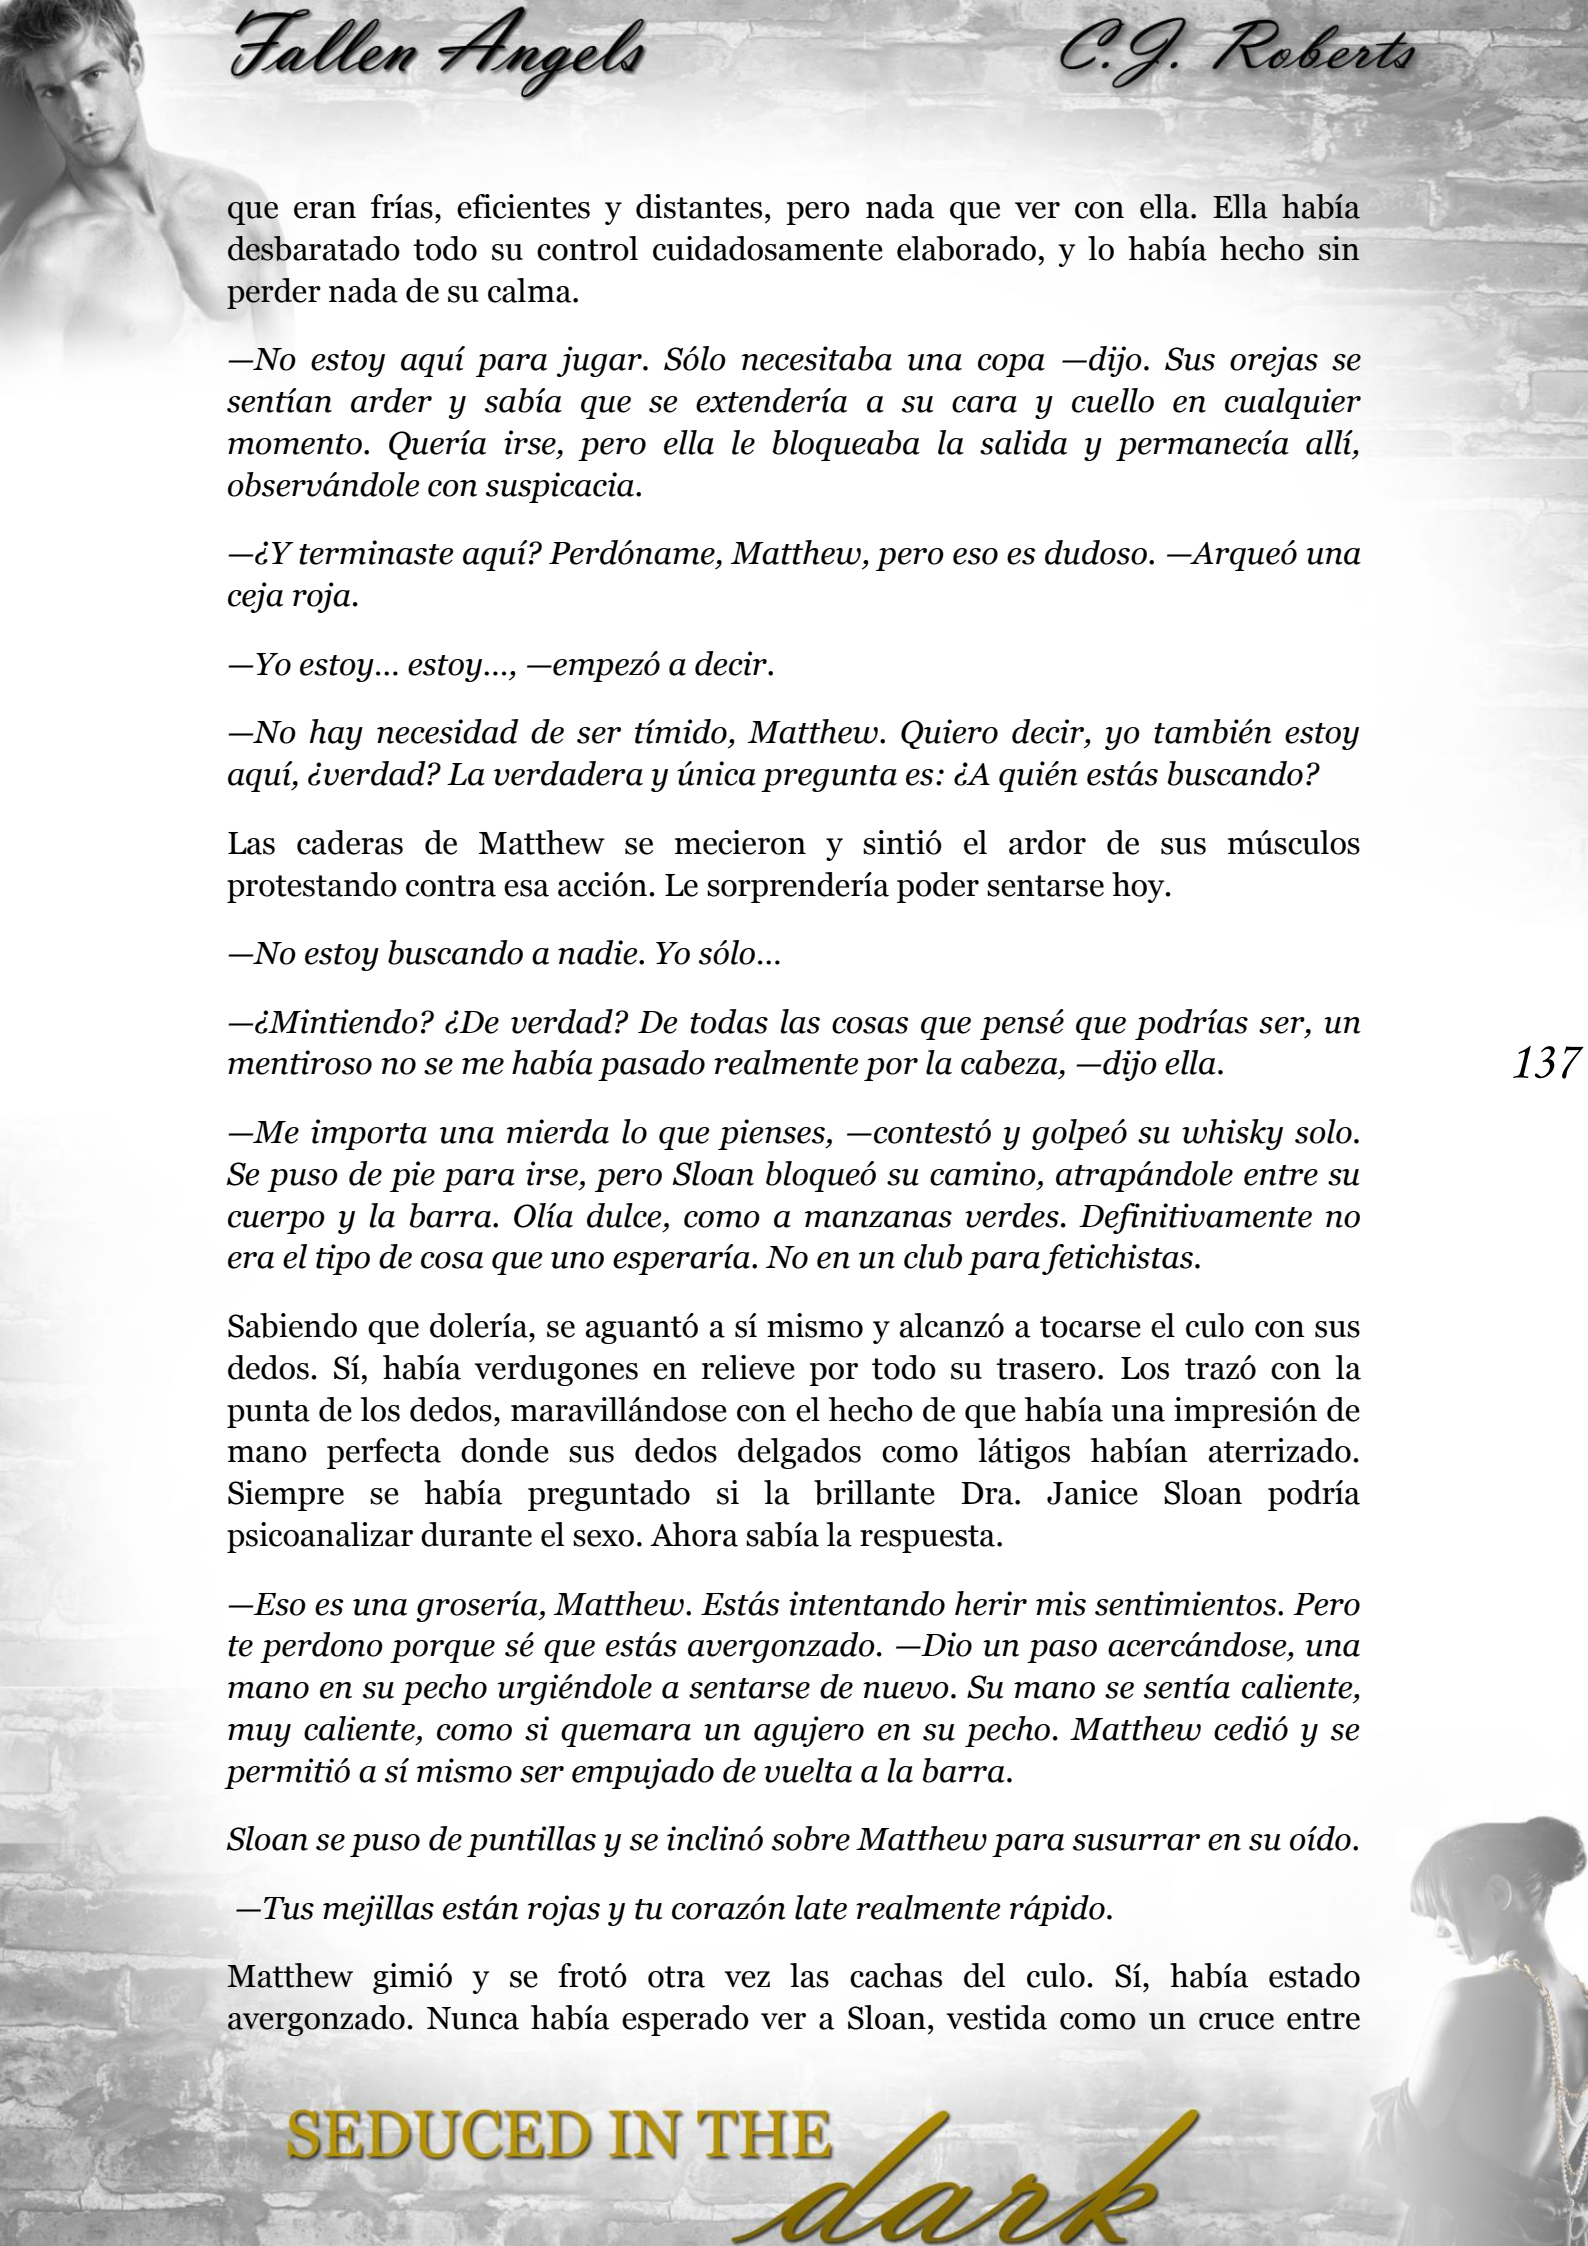 Fallen Angels C.J. Roberts
que eran frías, eficientes y distantes, pero nada que ver con ella. Ella había
desbaratado todo su control cuidadosamente elaborado, y lo había hecho sin
perder nada de su calma.
—No estoy aquí para jugar. Sólo necesitaba una copa —dijo. Sus orejas se
sentían arder y sabía que se extendería a su cara y cuello en cualquier
momento. Quería irse, pero ella le bloqueaba la salida y permanecía allí,
observándole con suspicacia.
—¿Y terminaste aquí? Perdóname, Matthew, pero eso es dudoso. —Arqueó una
ceja roja.
—Yo estoy... estoy..., —empezó a decir.
—No hay necesidad de ser tímido, Matthew. Quiero decir, yo también estoy
aquí, ¿verdad? La verdadera y única pregunta es: ¿A quién estás buscando?
Las caderas de Matthew se mecieron y sintió el ardor de sus músculos
protestando contra esa acción. Le sorprendería poder sentarse hoy.
—No estoy buscando a nadie. Yo sólo...
—¿Mintiendo? ¿De verdad? De todas las cosas que pensé que podrías ser, un
mentiroso no se me había pasado realmente por la cabeza, —dijo ella.
137
—Me importa una mierda lo que pienses, —contestó y golpeó su whisky solo.
Se puso de pie para irse, pero Sloan bloqueó su camino, atrapándole entre su
cuerpo y la barra. Olía dulce, como a manzanas verdes. Definitivamente no
era el tipo de cosa que uno esperaría. No en un club para fetichistas.
Sabiendo que dolería, se aguantó a sí mismo y alcanzó a tocarse el culo con sus
dedos. Sí, había verdugones en relieve por todo su trasero. Los trazó con la
punta de los dedos, maravillándose con el hecho de que había una impresión de
mano perfecta donde sus dedos delgados como látigos habían aterrizado.
Siempre se había preguntado si la brillante Dra. Janice Sloan podría
psicoanalizar durante el sexo. Ahora sabía la respuesta.
—Eso es una grosería, Matthew. Estás intentando herir mis sentimientos. Pero
te perdono porque sé que estás avergonzado. —Dio un paso acercándose, una
mano en su pecho urgiéndole a sentarse de nuevo. Su mano se sentía caliente,
muy caliente, como si quemara un agujero en su pecho. Matthew cedió y se
permitió a sí mismo ser empujado de vuelta a la barra.
Sloan se puso de puntillas y se inclinó sobre Matthew para susurrar en su oído.
—Tus mejillas están rojas y tu corazón late realmente rápido.
Matthew gimió y se frotó otra vez las cachas del culo. Sí, había estado
avergonzado. Nunca había esperado ver a Sloan, vestida como un cruce entre
SEDUCED IN THE
dark